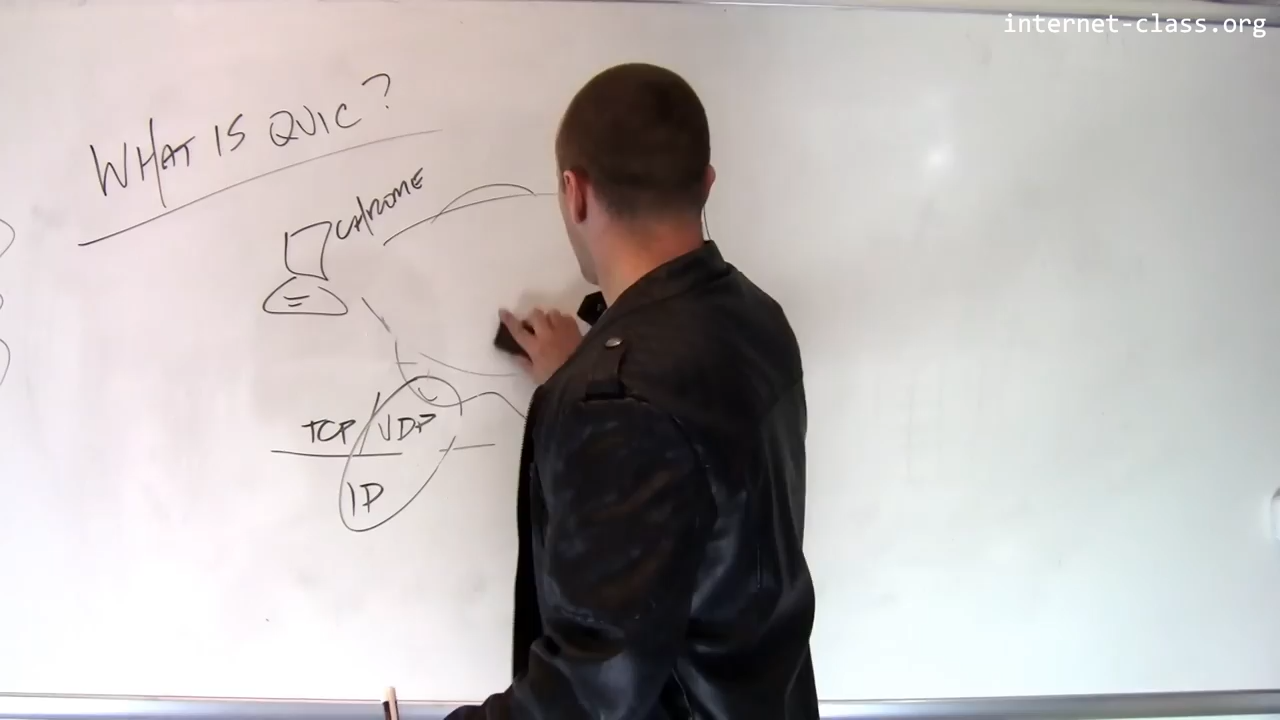 internet-class.org
WHAT IS QUIC?
CHROME
TCP/UDP
IP